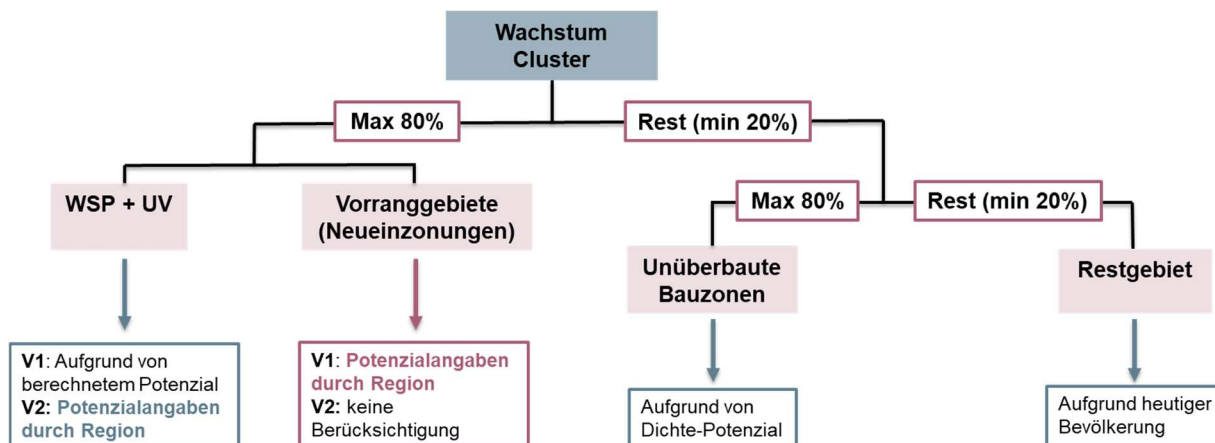 Wachstum
Cluster
Max 80%
Rest (min 20%)
WSP + UV
Vorranggebiete
(Neueinzonungen)
Max 80%
Rest (min 20%)
Unüberbaute
Bauzonen
Restgebiet
V1: Aufgrund von
berechnetem Potenzial
V2: Potenzialangaben
durch Region
V1: Potenzialangaben
durch Region
V2: keine
Berücksichtigung
Aufgrund von
Dichte-Potenzial
Aufgrund heutiger
Bevölkerung